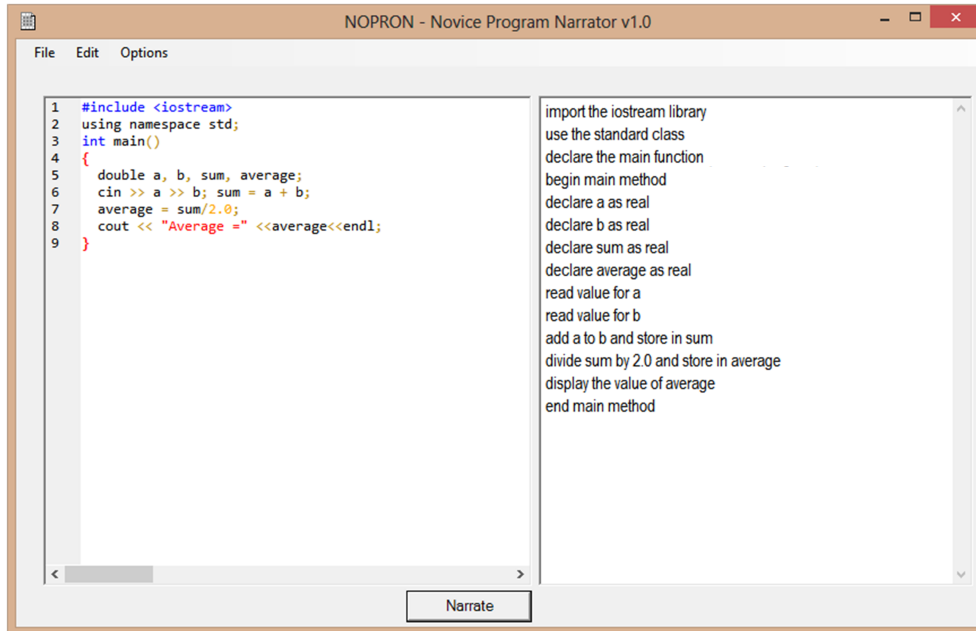 NOPRON - Novice Program Narrator v1.0
File Edit Options
1 #include <iostream>
2 using namespace std;
3 int main()
4 {
5 double a, b, sum, average;
6 cin >> a >> b; sum = a + b;
7 average = sum/2.0;
8 cout << "Average =" <<average<<endl;
9 }
import the iostream library
use the standard class
declare the main function
begin main method
declare a as real
declare b as real
declare sum as real
declare average as real
read value for a
read value for b
add a to b and store in sum
divide sum by 2.0 and store in average
display the value of average
end main method
Narrate